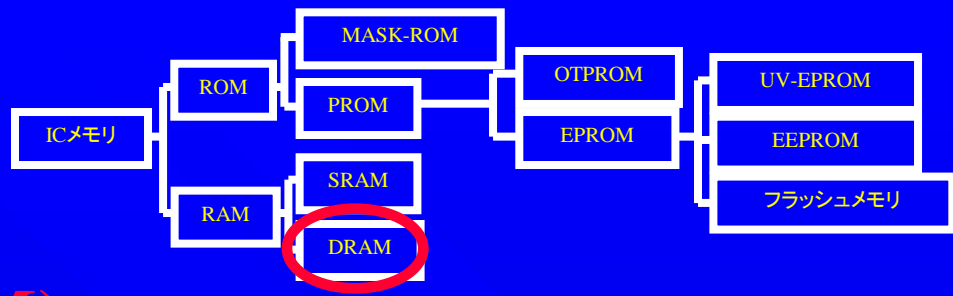 ICメモリ
ROM
MASK-ROM
PROM
OTPROM
EPROM
UV-EPROM
EEPROM
フラッシュメモリ
RAM
SRAM
DRAM